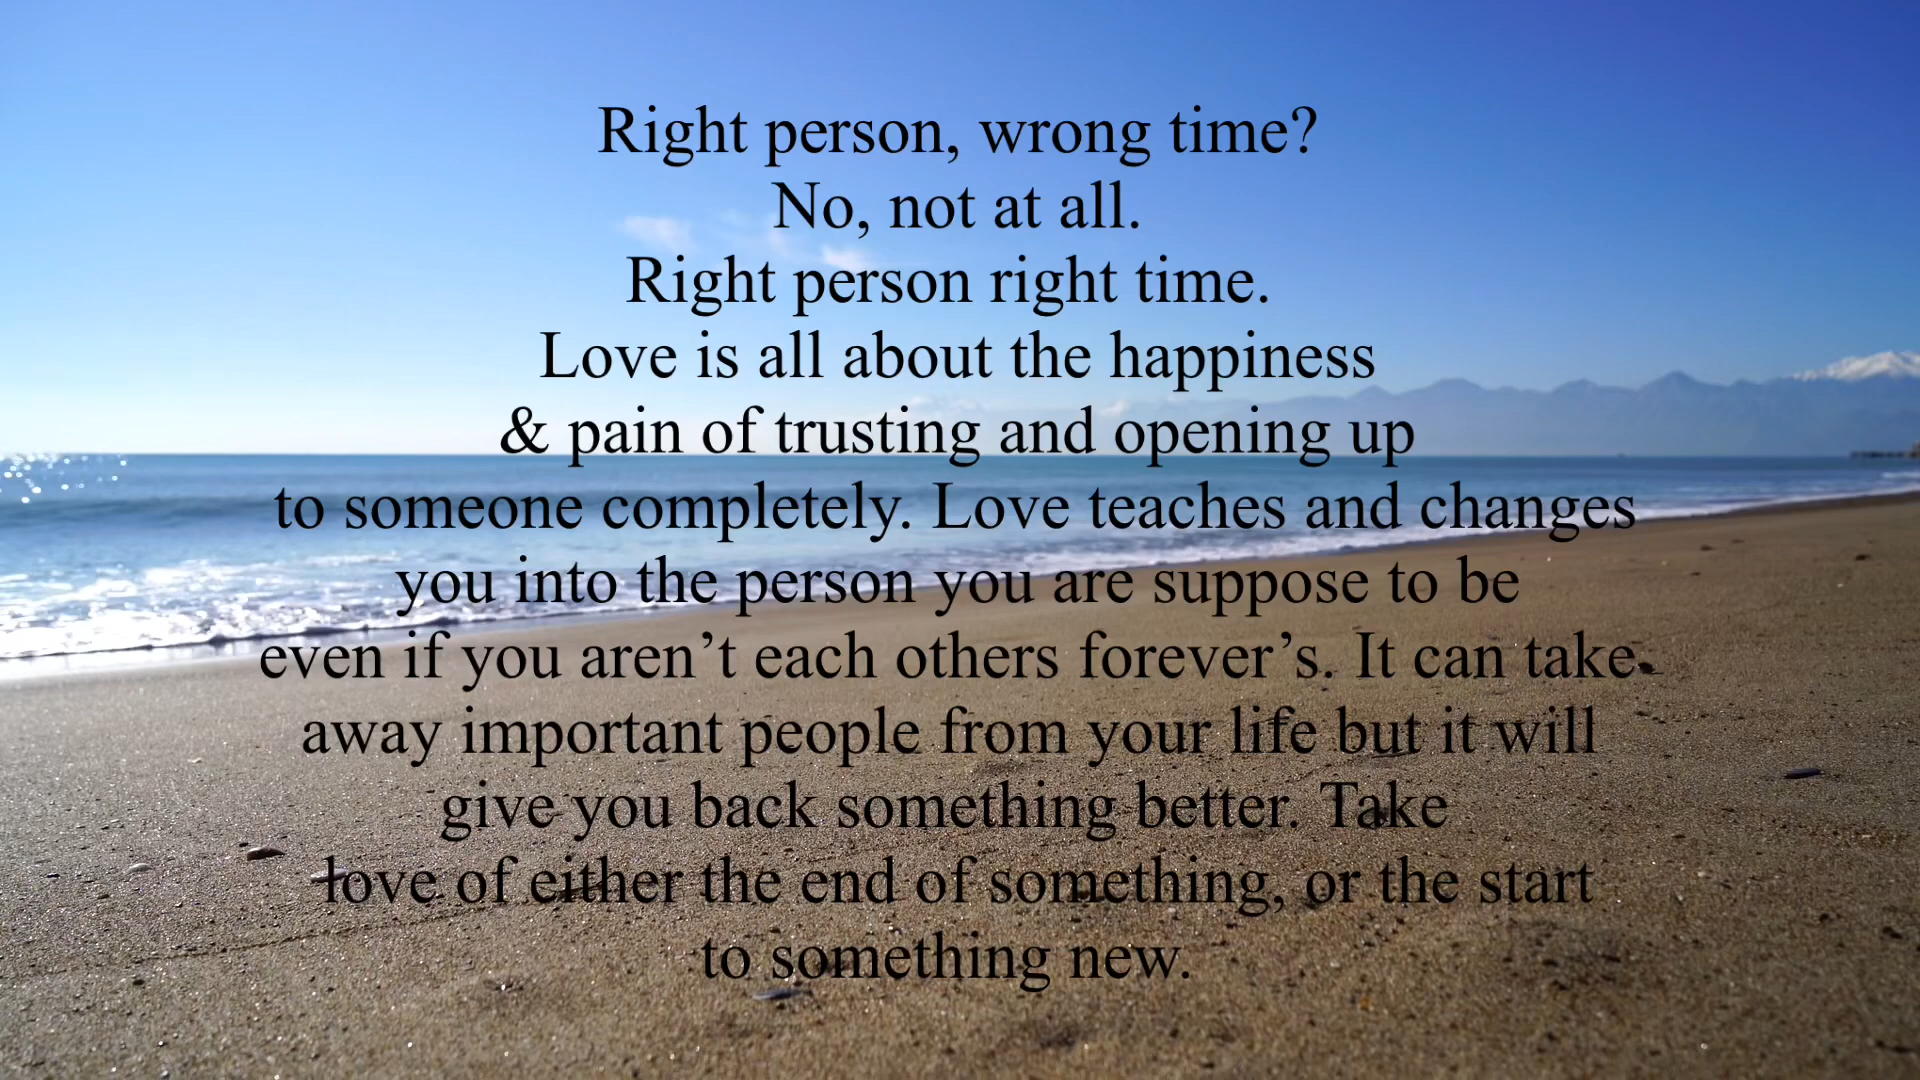 Right person, wrong time?
No, not at all.
Right person right time.
Love is all about the happiness
& pain of trusting and opening up
to someone completely. Love teaches and changes
you into the person you are suppose to be
even if you aren’t each others forever’s. It can take
away important people from your life but it will
give you back something better. Take
love of either the end of something, or the start
to something new.